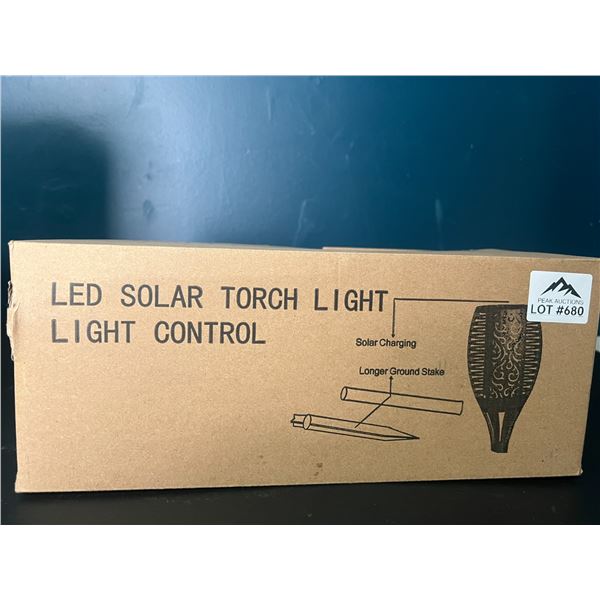 LED SOLAR TORCH LIGHT
LIGHT CONTROL
Solar Charging
Longer Ground Stake
PEAK AUCTIONS
LOT #680